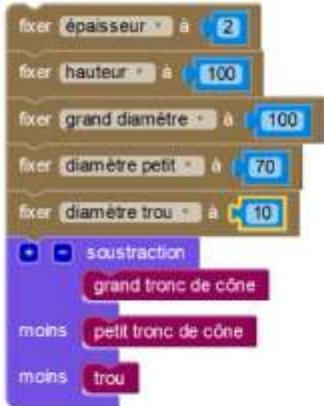 fixer épaisseur à 2
fixer hauteur à 100
fixer grand diamètre à 100
fixer diamètre petit à 70
fixer diamètre trou à 10
+ - soustraction
grand tronc de cône
moins petit tronc de cône
moins trou